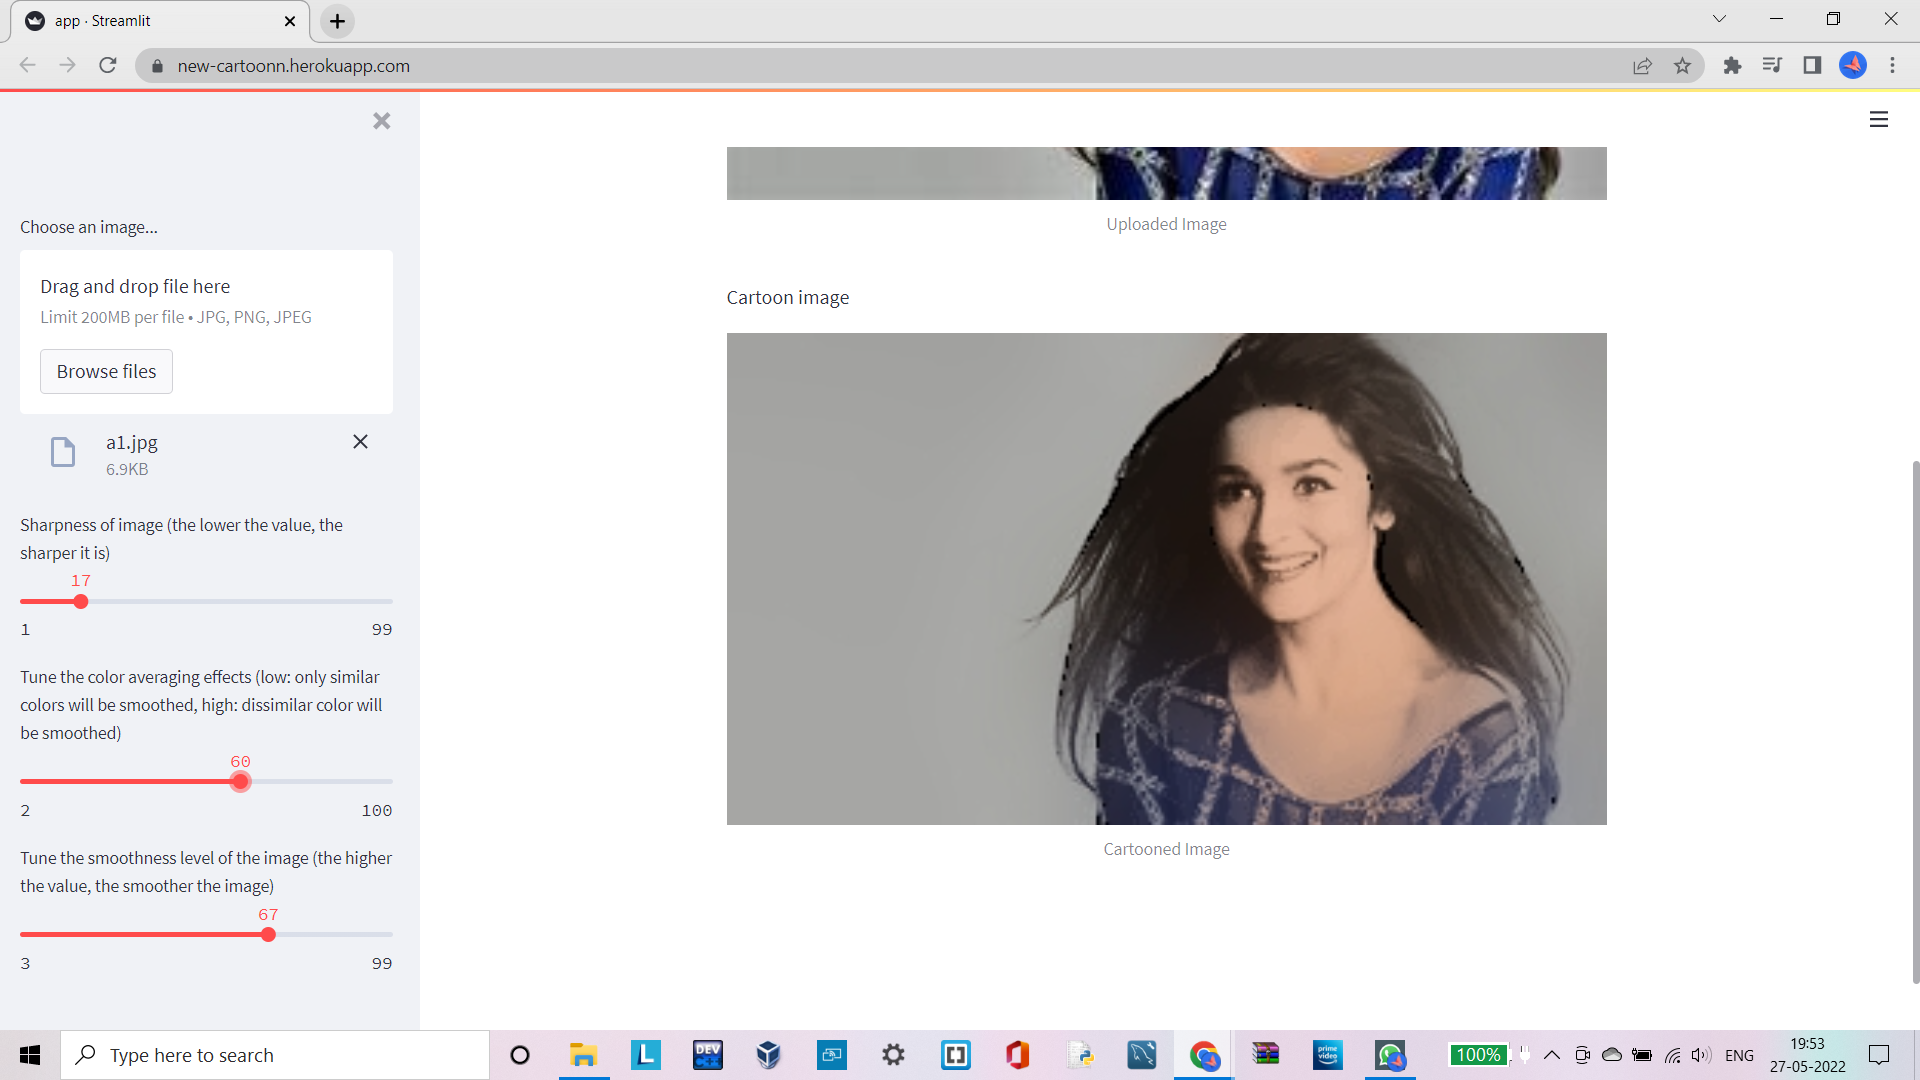 app · Streamlit
new-cartoonn.herokuapp.com
Choose an image...
Drag and drop file here
Limit 200MB per file • JPG, PNG, JPEG
Browse files
a1.jpg
6.9KB
Sharpness of image (the lower the value, the
sharper it is)
17
1 99
Tune the color averaging effects (low: only similar
colors will be smoothed, high: dissimilar color will
be smoothed)
60
2 100
Tune the smoothness level of the image (the higher
the value, the smoother the image)
67
3 99
Uploaded Image
Cartoon image
Cartooned Image
Type here to search
L
DEV
C++
prime
video
100%
ENG
19:53
27-05-2022